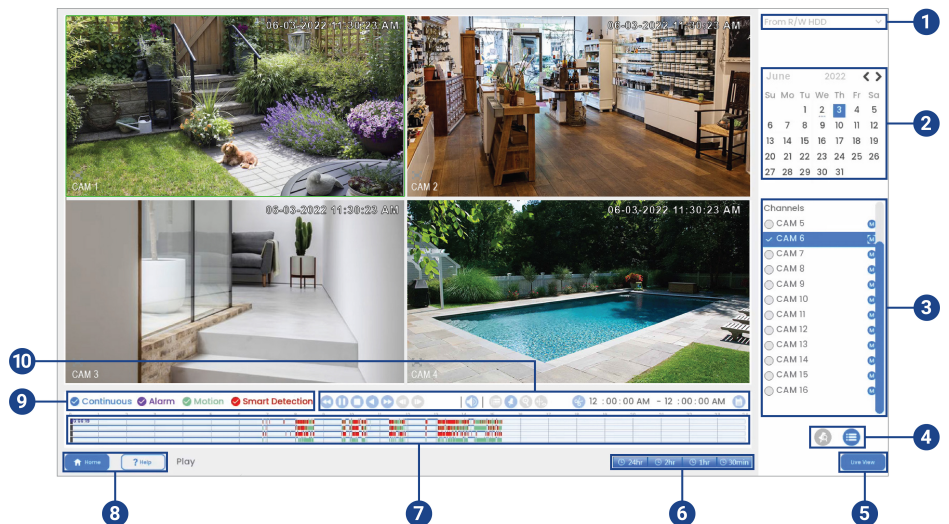 06-03-2022 11:30:23 AM
CAM 1
06-03-2022 11:30:23 AM
CAM 2
06-03-2022 11:30:23 AM
CAM 3
06-03-2022 11:30:23 AM
CAM 4
From R/W HDD
1
June 2022
Su Mo Tu We Th Fr Sa
1 2 3 4 5
6 7 8 9 10 11 12
13 14 15 16 17 18 19
20 21 22 23 24 25 26
27 28 29 30 31
2
Channels
CAM 5 M
CAM 6 M
CAM 7 M
CAM 8 M
CAM 9 M
CAM 10 M
CAM 11 M
CAM 12 M
CAM 13 M
CAM 14 M
CAM 15 M
CAM 16 M
3
10
9
Continuous Alarm Motion Smart Detection
12 : 00 : 00 AM - 12 : 00 : 00 AM
4
Home ? Help Play
24hr 2hr 1hr 30min
Live View
8
7
6
5